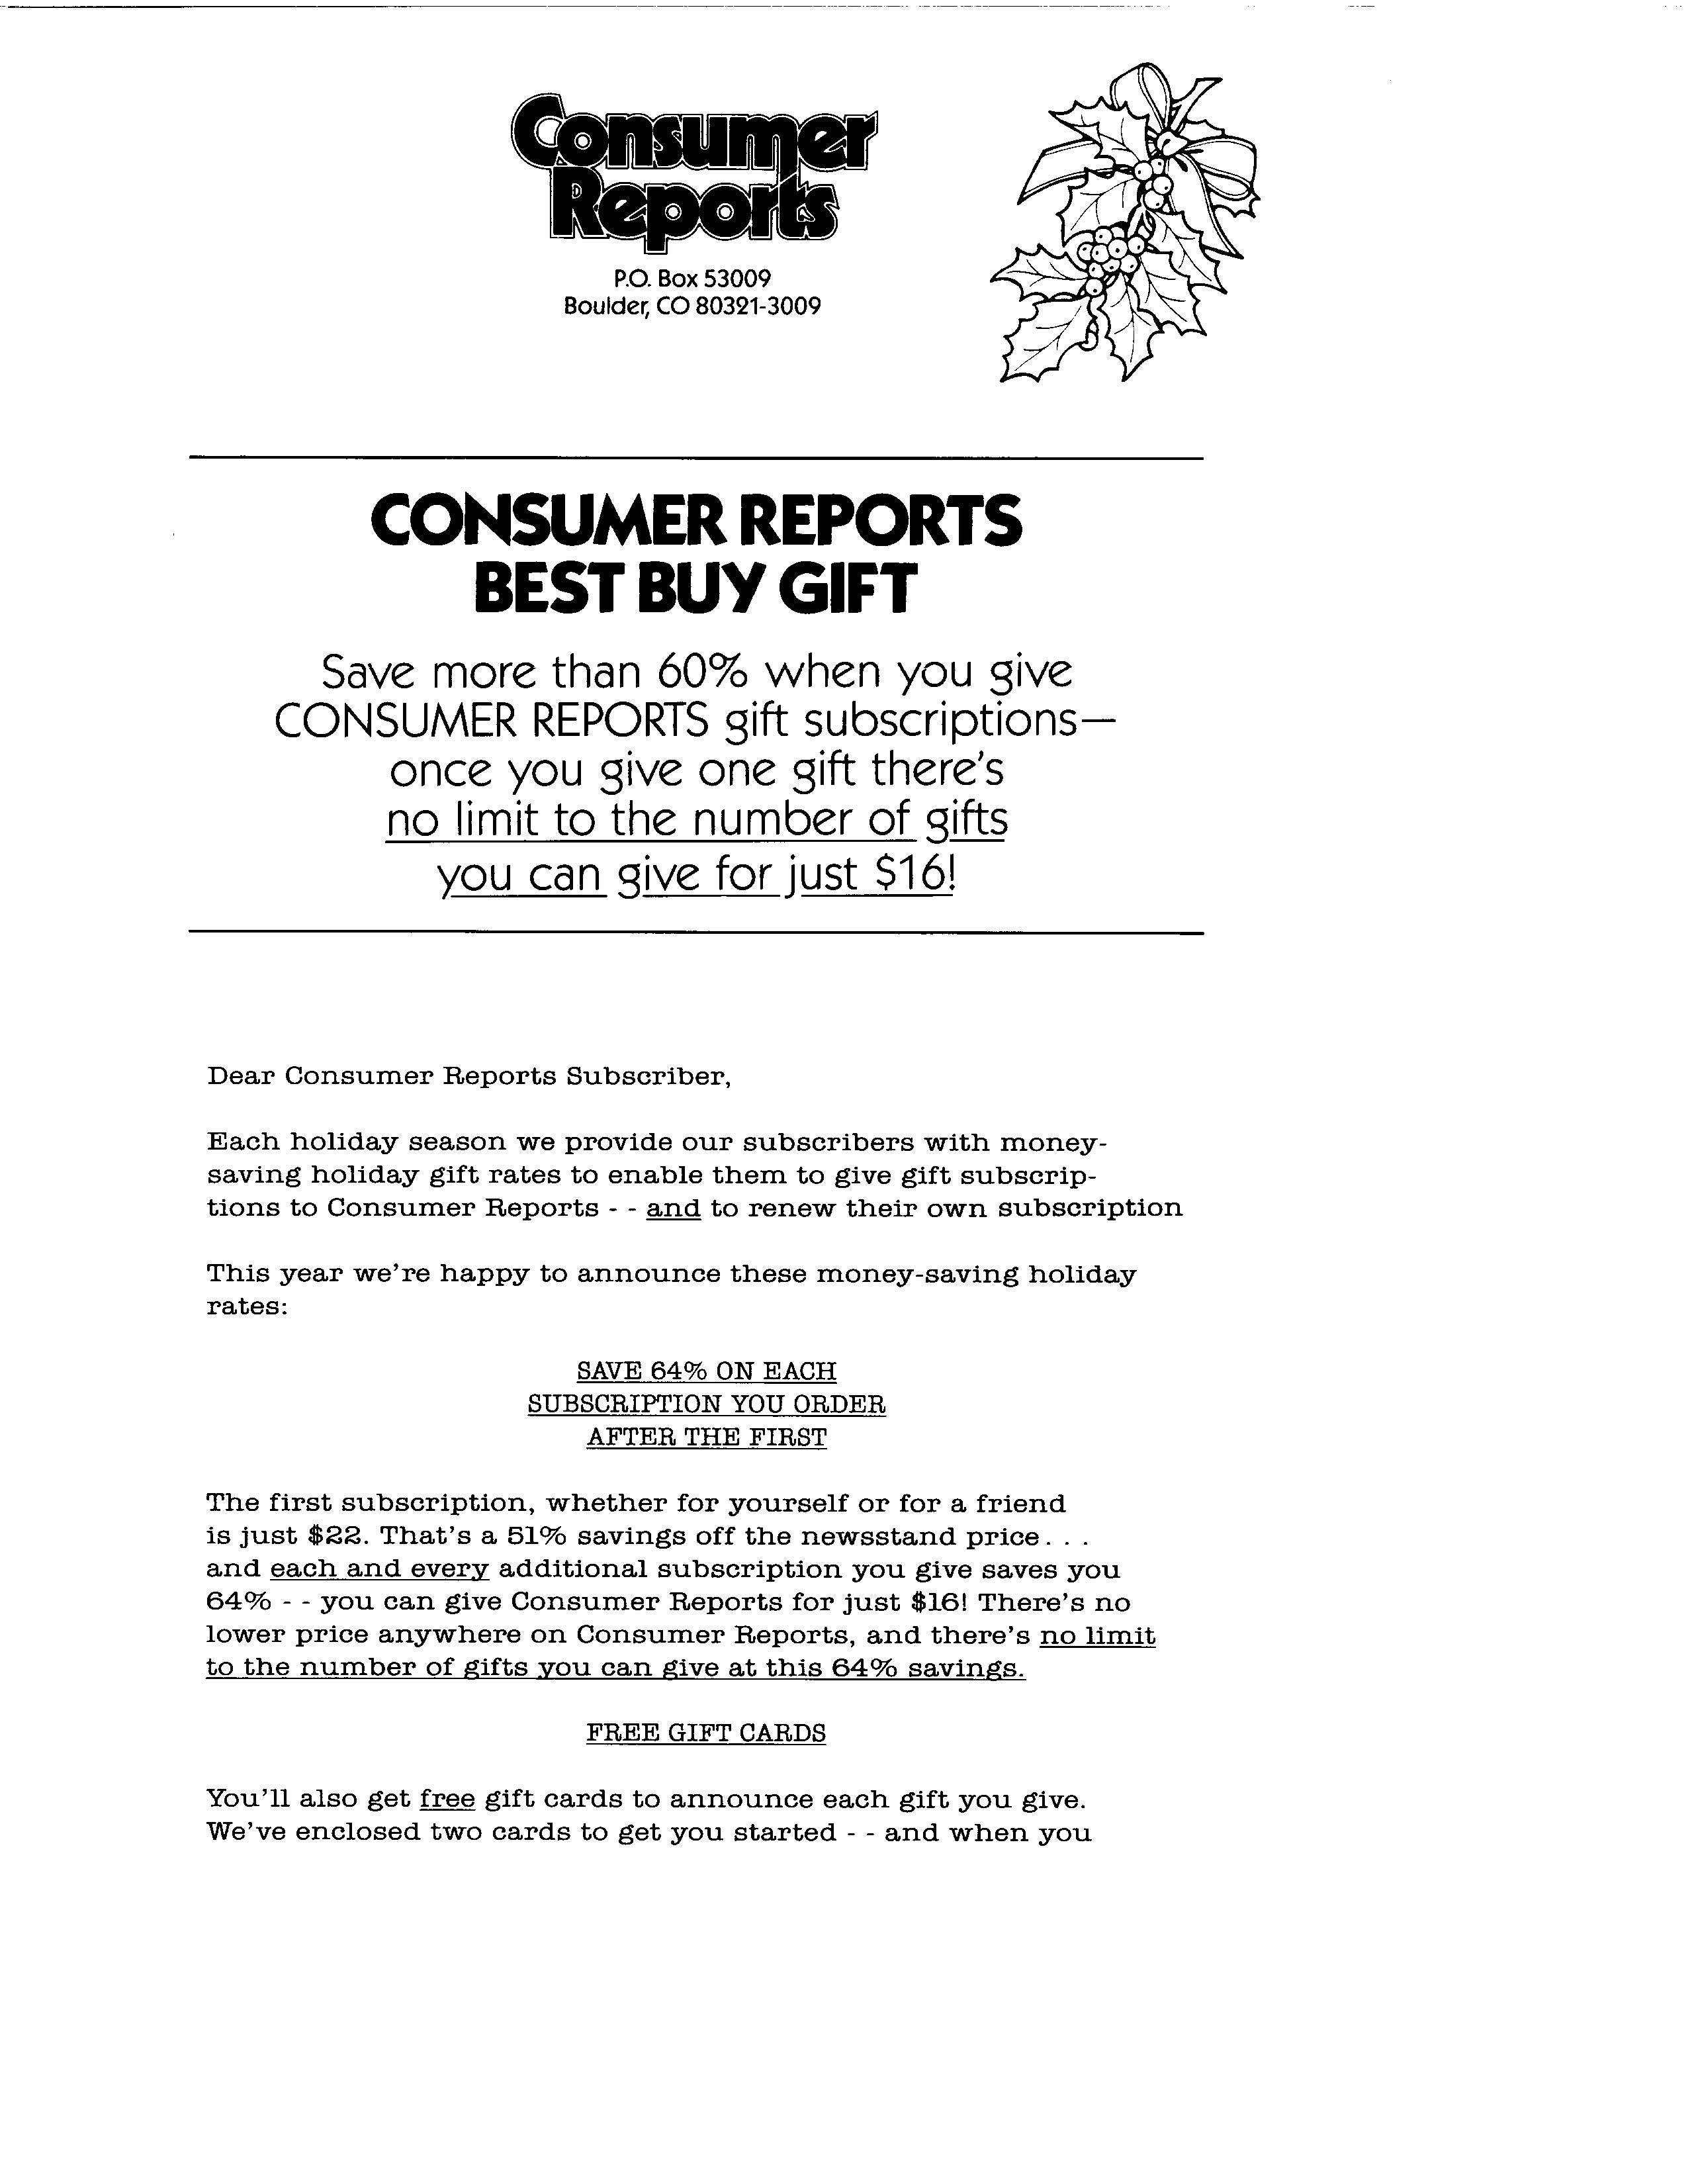 Consumer
Reports
P.O. Box 53009
Boulder, CO 80321-3009
CONSUMER REPORTS
BEST BUY GIFT
Save more than 60% when you give
CONSUMER REPORTS gift subscriptions—
once you give one gift there's
no limit to the number of gifts
you can give for just $16!
Dear Consumer Reports Subscriber,
Each holiday season we provide our subscribers with money-
saving holiday gift rates to enable them to give gift subscrip-
tions to Consumer Reports - - and to renew their own subscription
This year we're happy to announce these money-saving holiday
rates:
SAVE 64% ON EACH
SUBSCRIPTION YOU ORDER
AFTER THE FIRST
The first subscription, whether for yourself or for a friend
is just $22. That's a 51% savings off the newsstand price . . .
and each and every additional subscription you give saves you
64% - - you can give Consumer Reports for just $16! There's no
lower price anywhere on Consumer Reports, and there's no limit
to the number of gifts you can give at this 64% savings.
FREE GIFT CARDS
You'll also get free gift cards to announce each gift you give.
We've enclosed two cards to get you started - - and when you